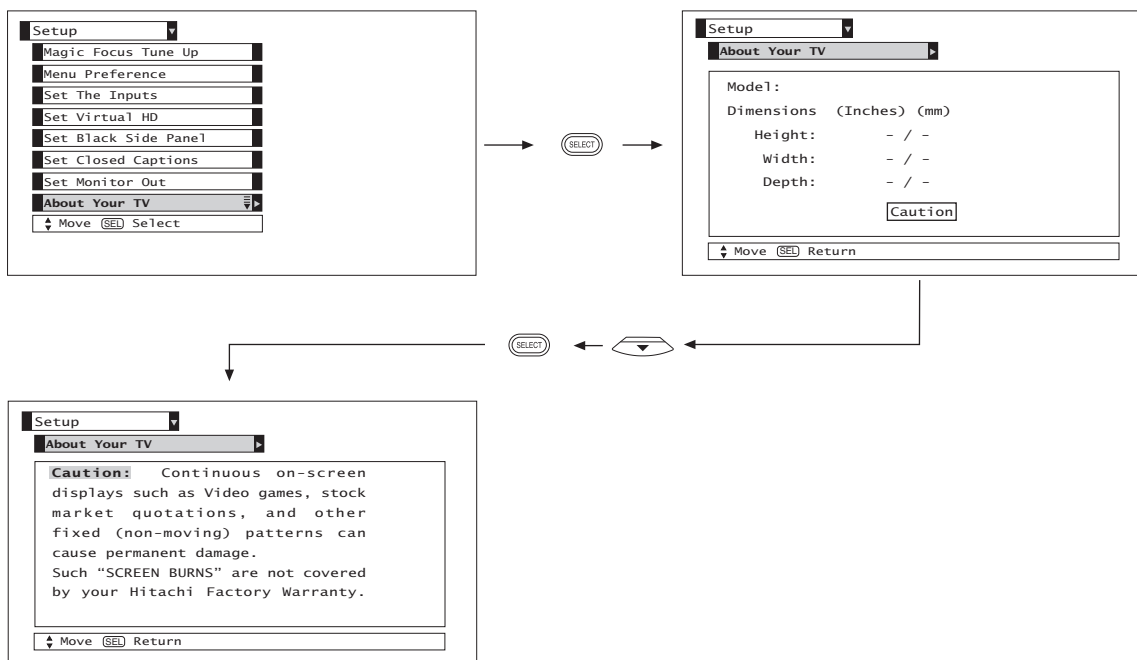 Setup
Magic Focus Tune Up
Menu Preference
Set The Inputs
Set Virtual HD
Set Black Side Panel
Set Closed Captions
Set Monitor Out
About Your TV
Move SEL Select
SELECT
Setup
About Your TV
Model:
Dimensions (Inches) (mm)
Height: - / -
Width: - / -
Depth: - / -
Caution
Move SEL Return
SELECT
Setup
About Your TV
Caution: Continuous on-screen
displays such as Video games, stock
market quotations, and other
fixed (non-moving) patterns can
cause permanent damage.
Such “SCREEN BURNS” are not covered
by your Hitachi Factory Warranty.
Move SEL Return